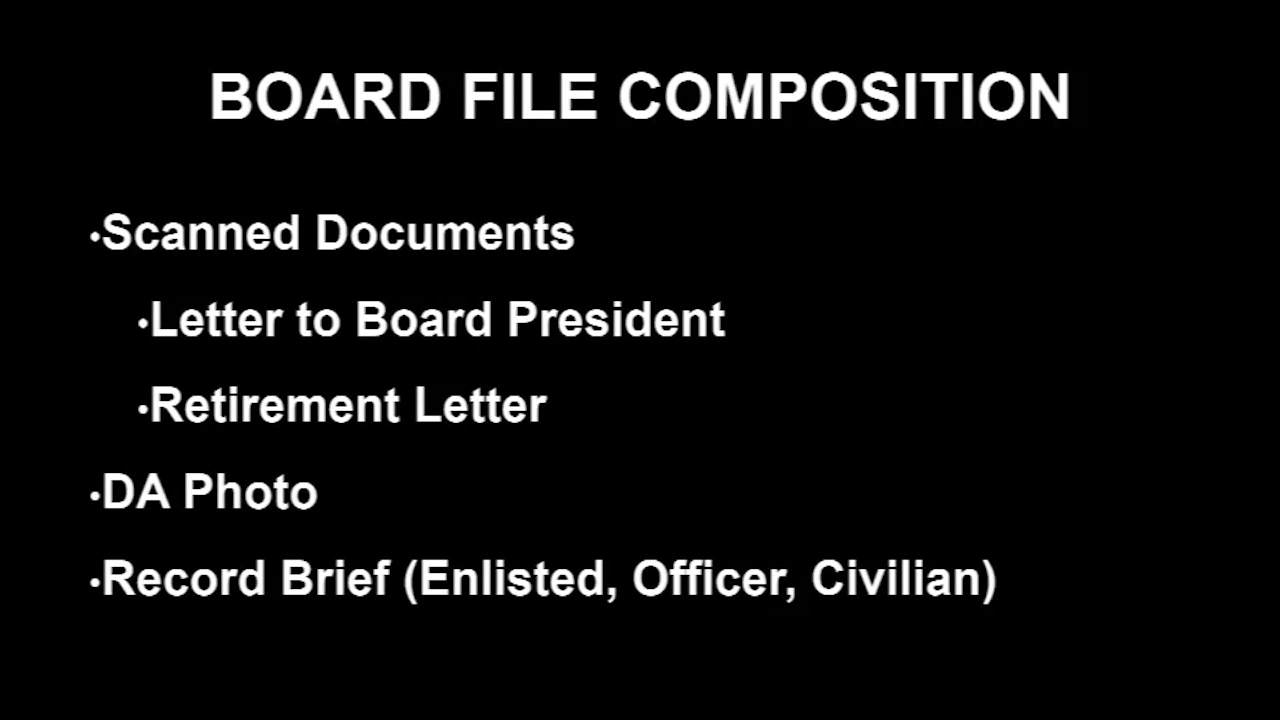 BOARD FILE COMPOSITION
•Scanned Documents
•Letter to Board President
•Retirement Letter
•DA Photo
•Record Brief (Enlisted, Officer, Civilian)